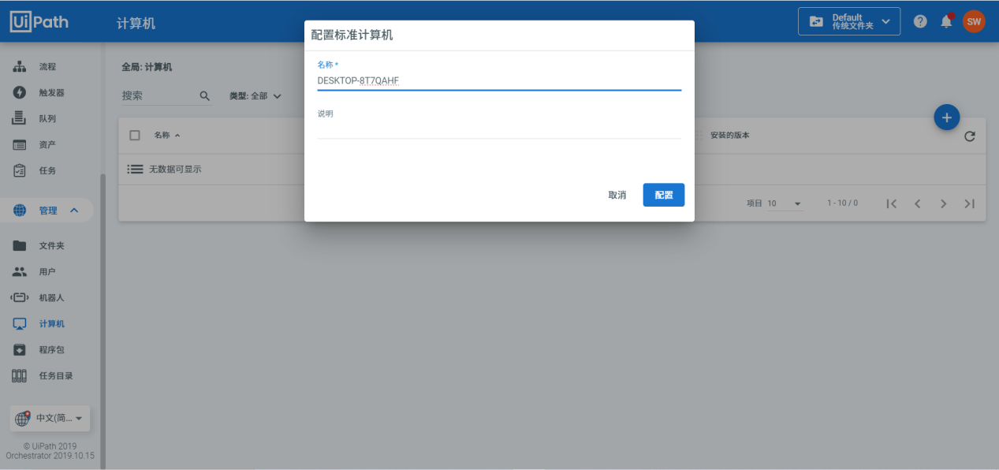 UiPath
计算机
Default
传统文件夹
?
SW
流程
触发器
队列
资产
任务
管理
文件夹
用户
机器人
计算机
程序包
任务目录
中文(简...
© UiPath 2019
Orchestrator 2019.10.15
全局: 计算机
搜索
类型: 全部
名称
安装的版本
无数据可显示
项目 10
1 - 10 / 0
配置标准计算机
名称 *
DESKTOP-8T7QAHF
说明
取消
配置